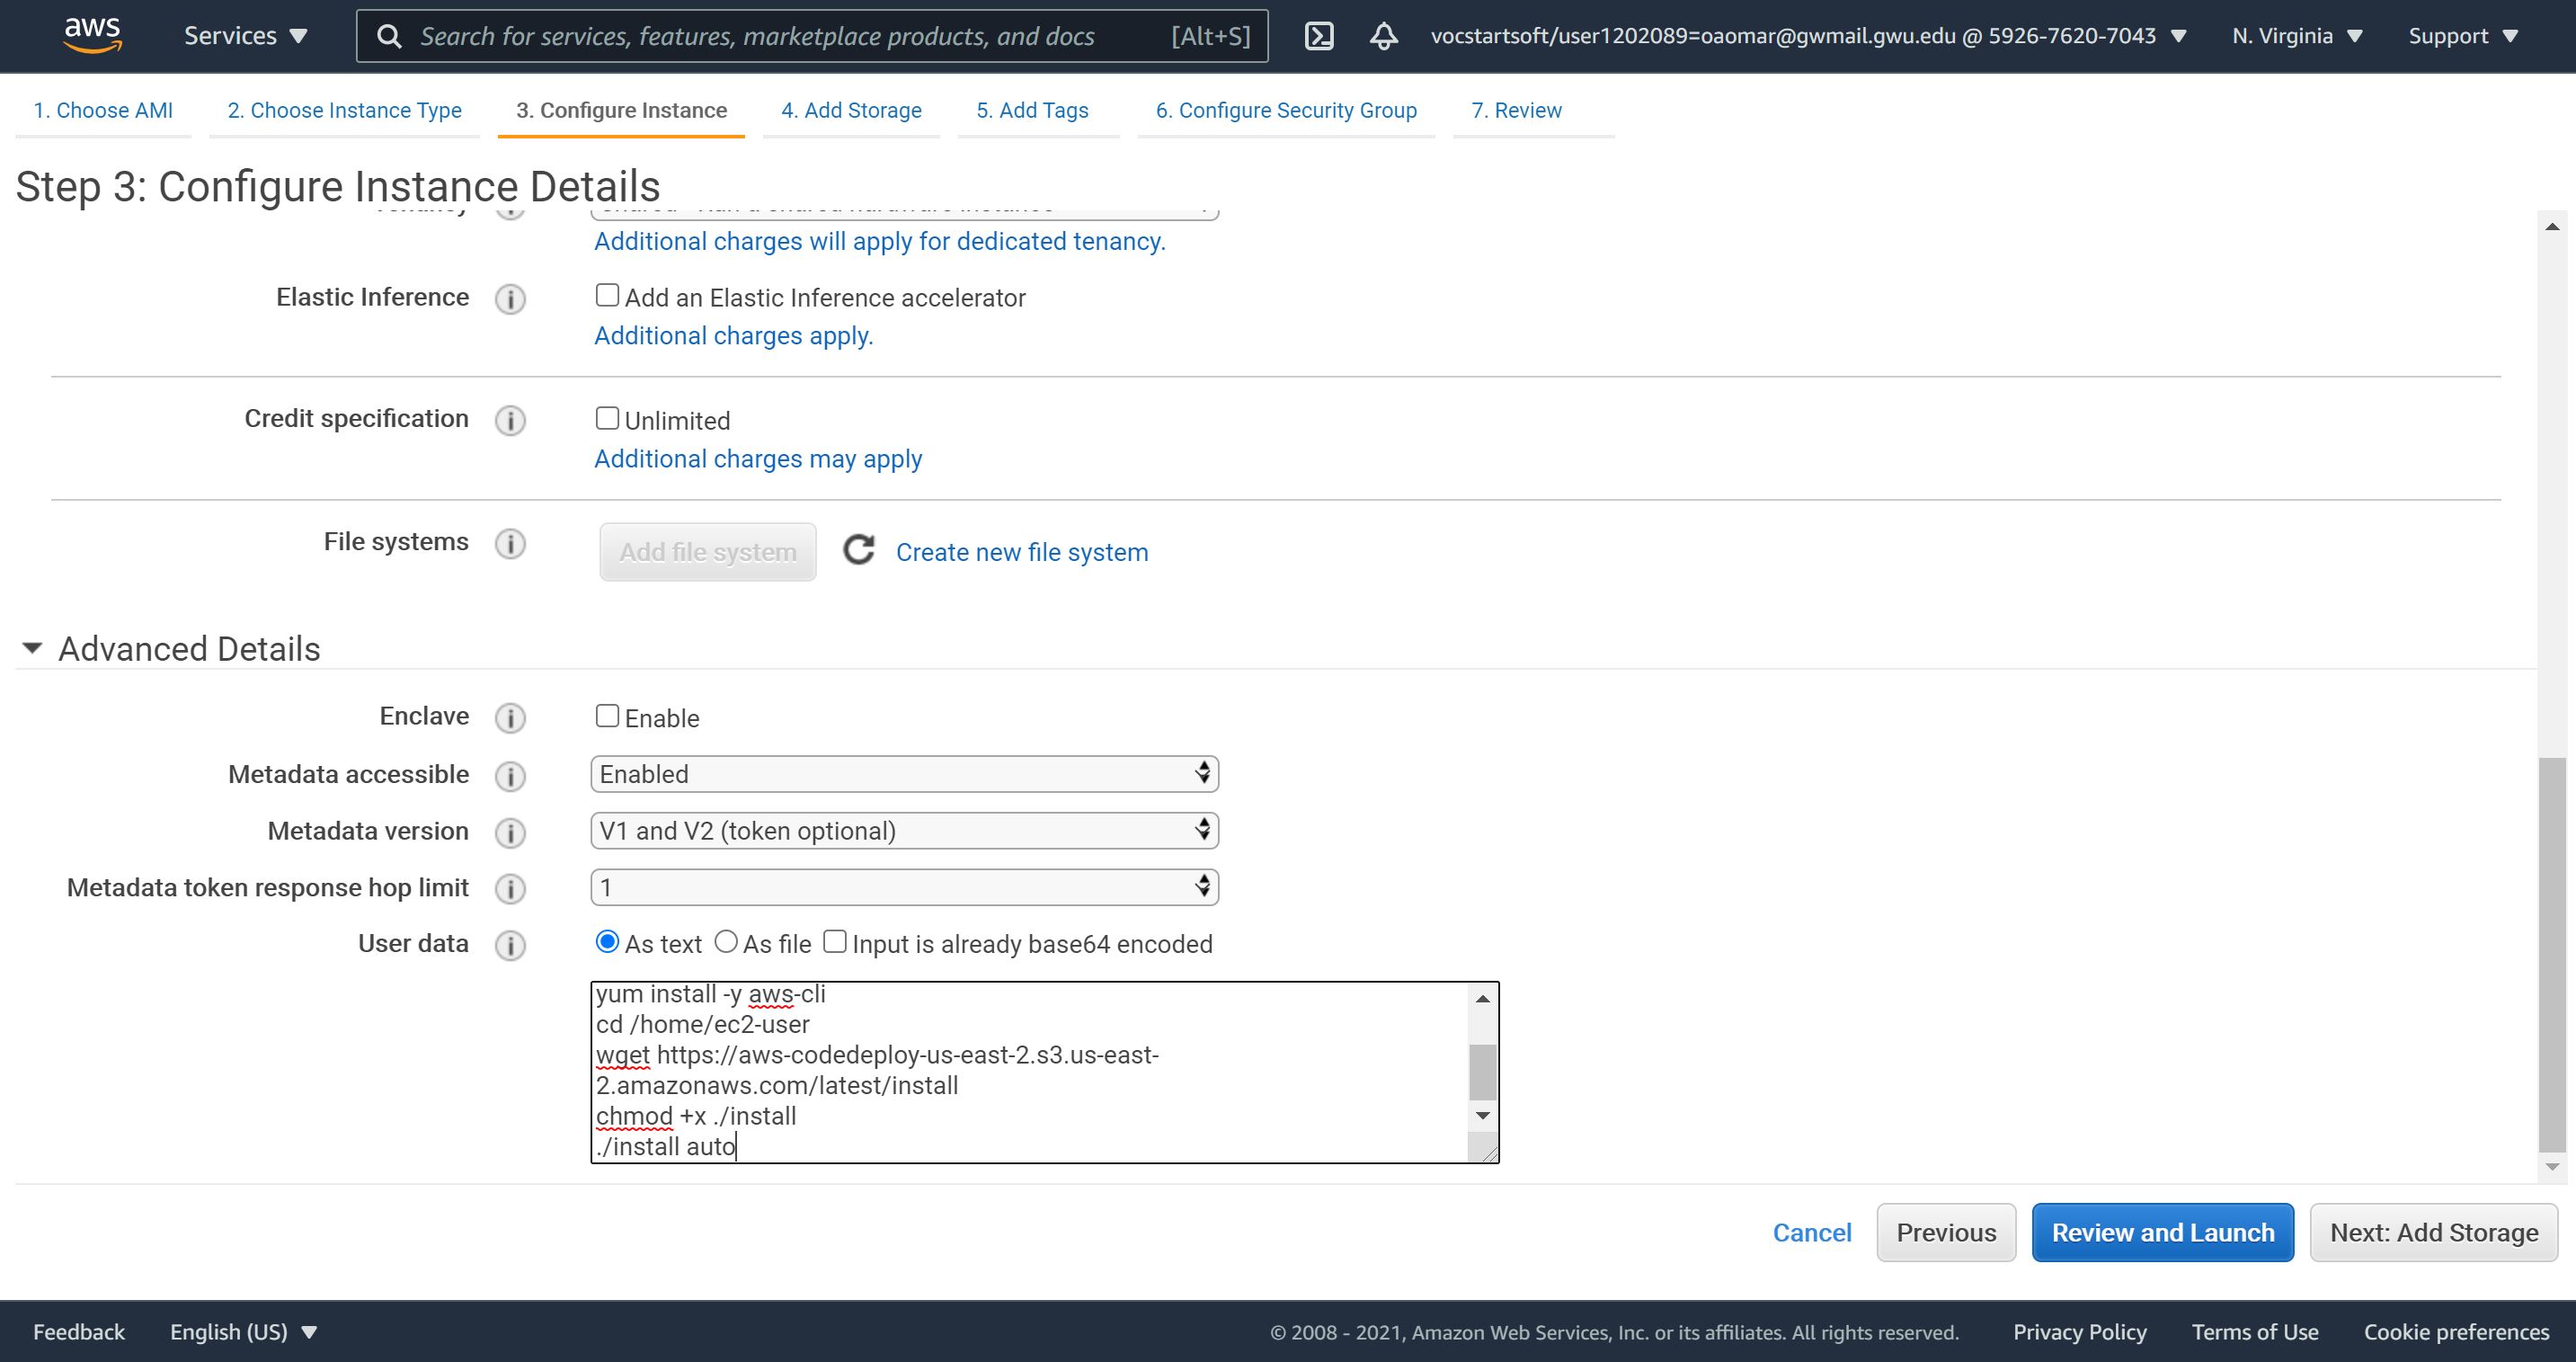 aws
Services
Search for services, features, marketplace products, and docs [Alt+S]
vocstartsoft/user1202089=oaomar@gwmail.gwu.edu @ 5926-7620-7043
N. Virginia
Support
1. Choose AMI
2. Choose Instance Type
3. Configure Instance
4. Add Storage
5. Add Tags
6. Configure Security Group
7. Review
Step 3: Configure Instance Details
Additional charges will apply for dedicated tenancy.
Elastic Inference
Add an Elastic Inference accelerator
Additional charges apply.
Credit specification
Unlimited
Additional charges may apply
File systems
Add file system
Create new file system
Advanced Details
Enclave
Enable
Metadata accessible
Enabled
Metadata version
V1 and V2 (token optional)
Metadata token response hop limit
1
User data
As text
As file
Input is already base64 encoded
yum install -y aws-cli
cd /home/ec2-user
wget https://aws-codedeploy-us-east-2.s3.us-east-
2.amazonaws.com/latest/install
chmod +x ./install
./install auto
Cancel
Previous
Review and Launch
Next: Add Storage
Feedback
English (US)
© 2008 - 2021, Amazon Web Services, Inc. or its affiliates. All rights reserved.
Privacy Policy
Terms of Use
Cookie preferences